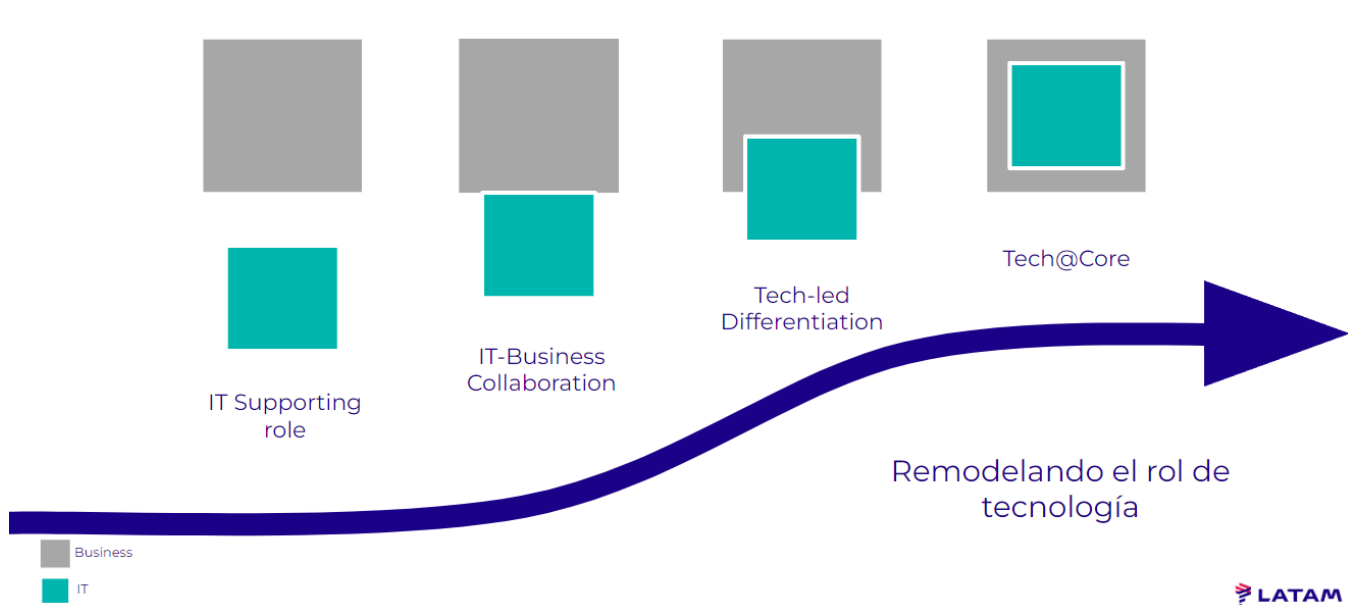 IT Supporting
role
IT-Business
Collaboration
Tech-led
Differentiation
Tech@Core
Remodelando el rol de
tecnología
Business
IT
LATAM